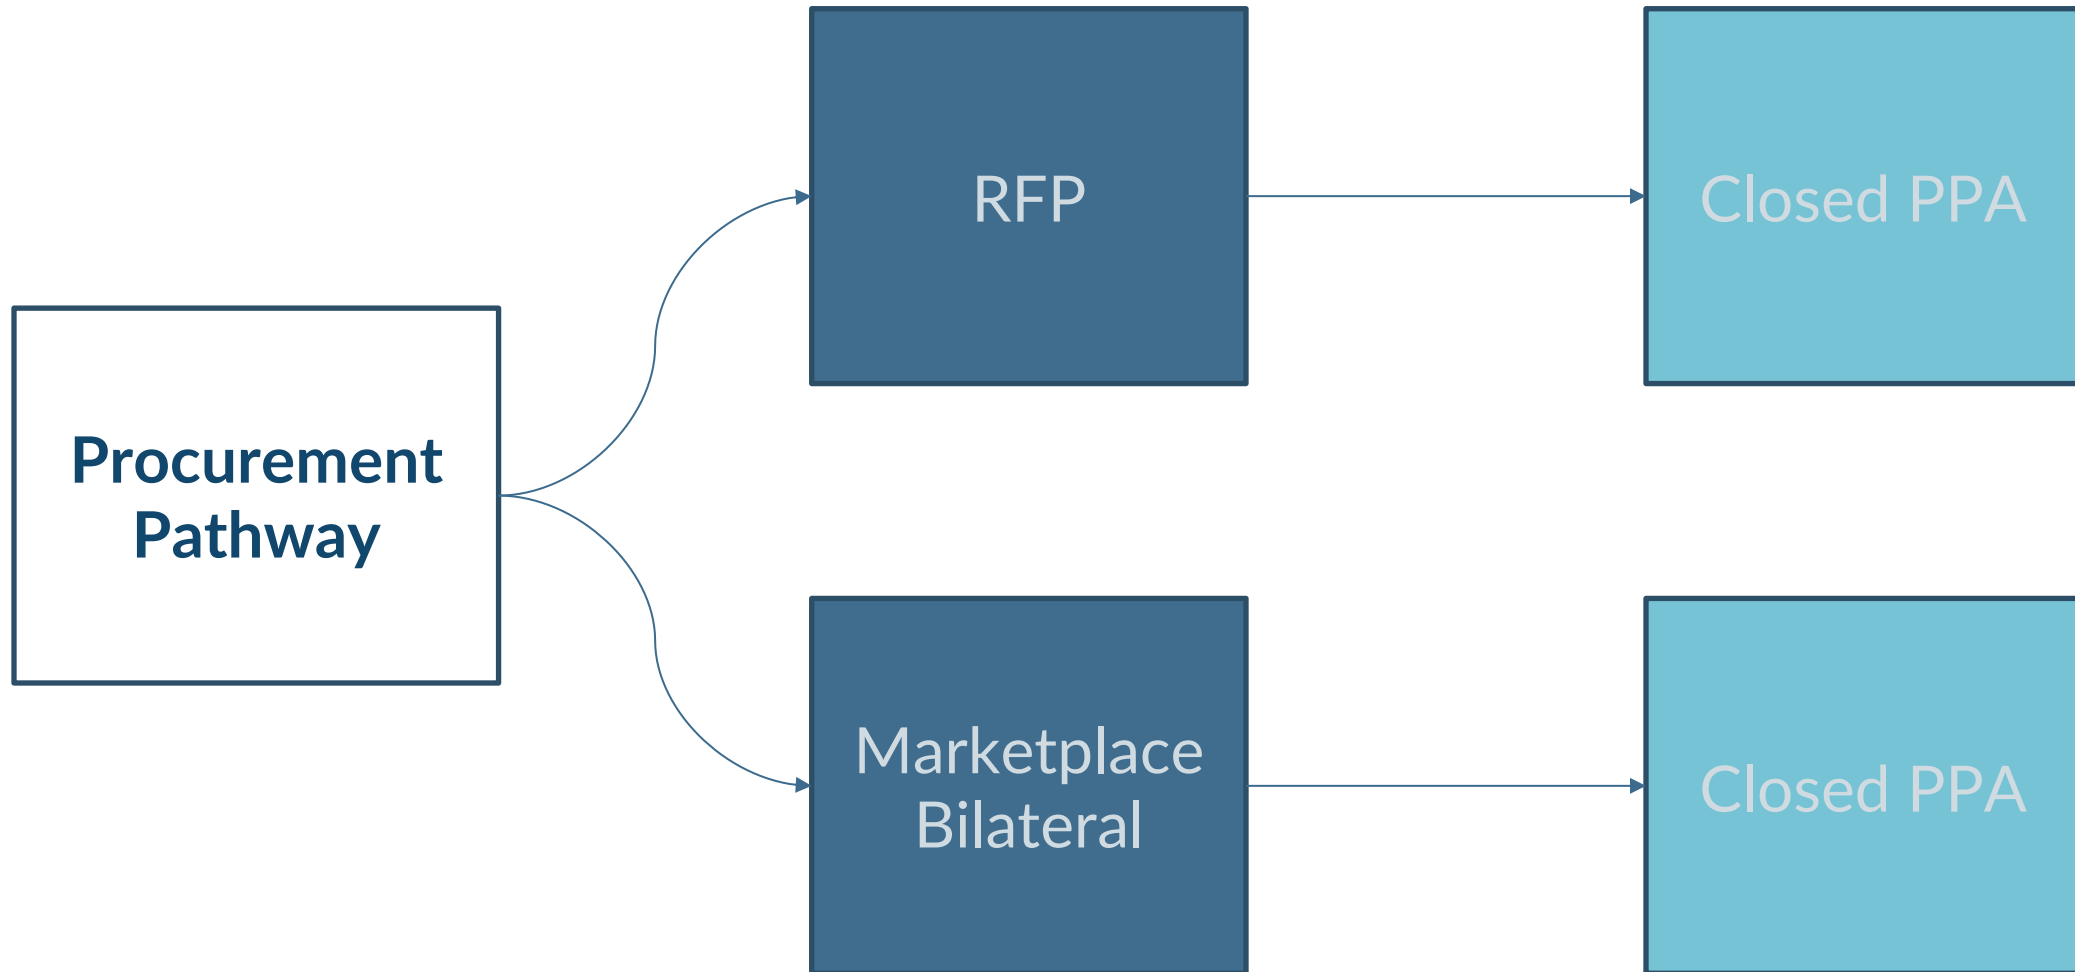 Procurement
Pathway
RFP
Closed PPA
Marketplace
Bilateral
Closed PPA